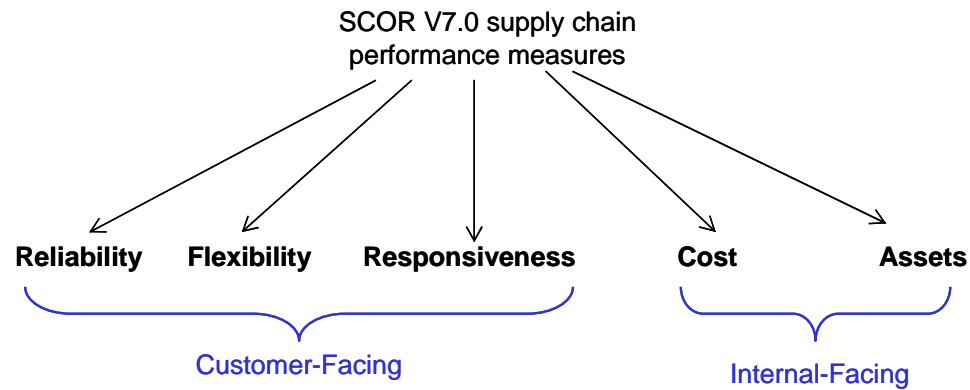 SCOR V7.0 supply chain
performance measures
Reliability Flexibility Responsiveness Cost Assets
Customer-Facing Internal-Facing